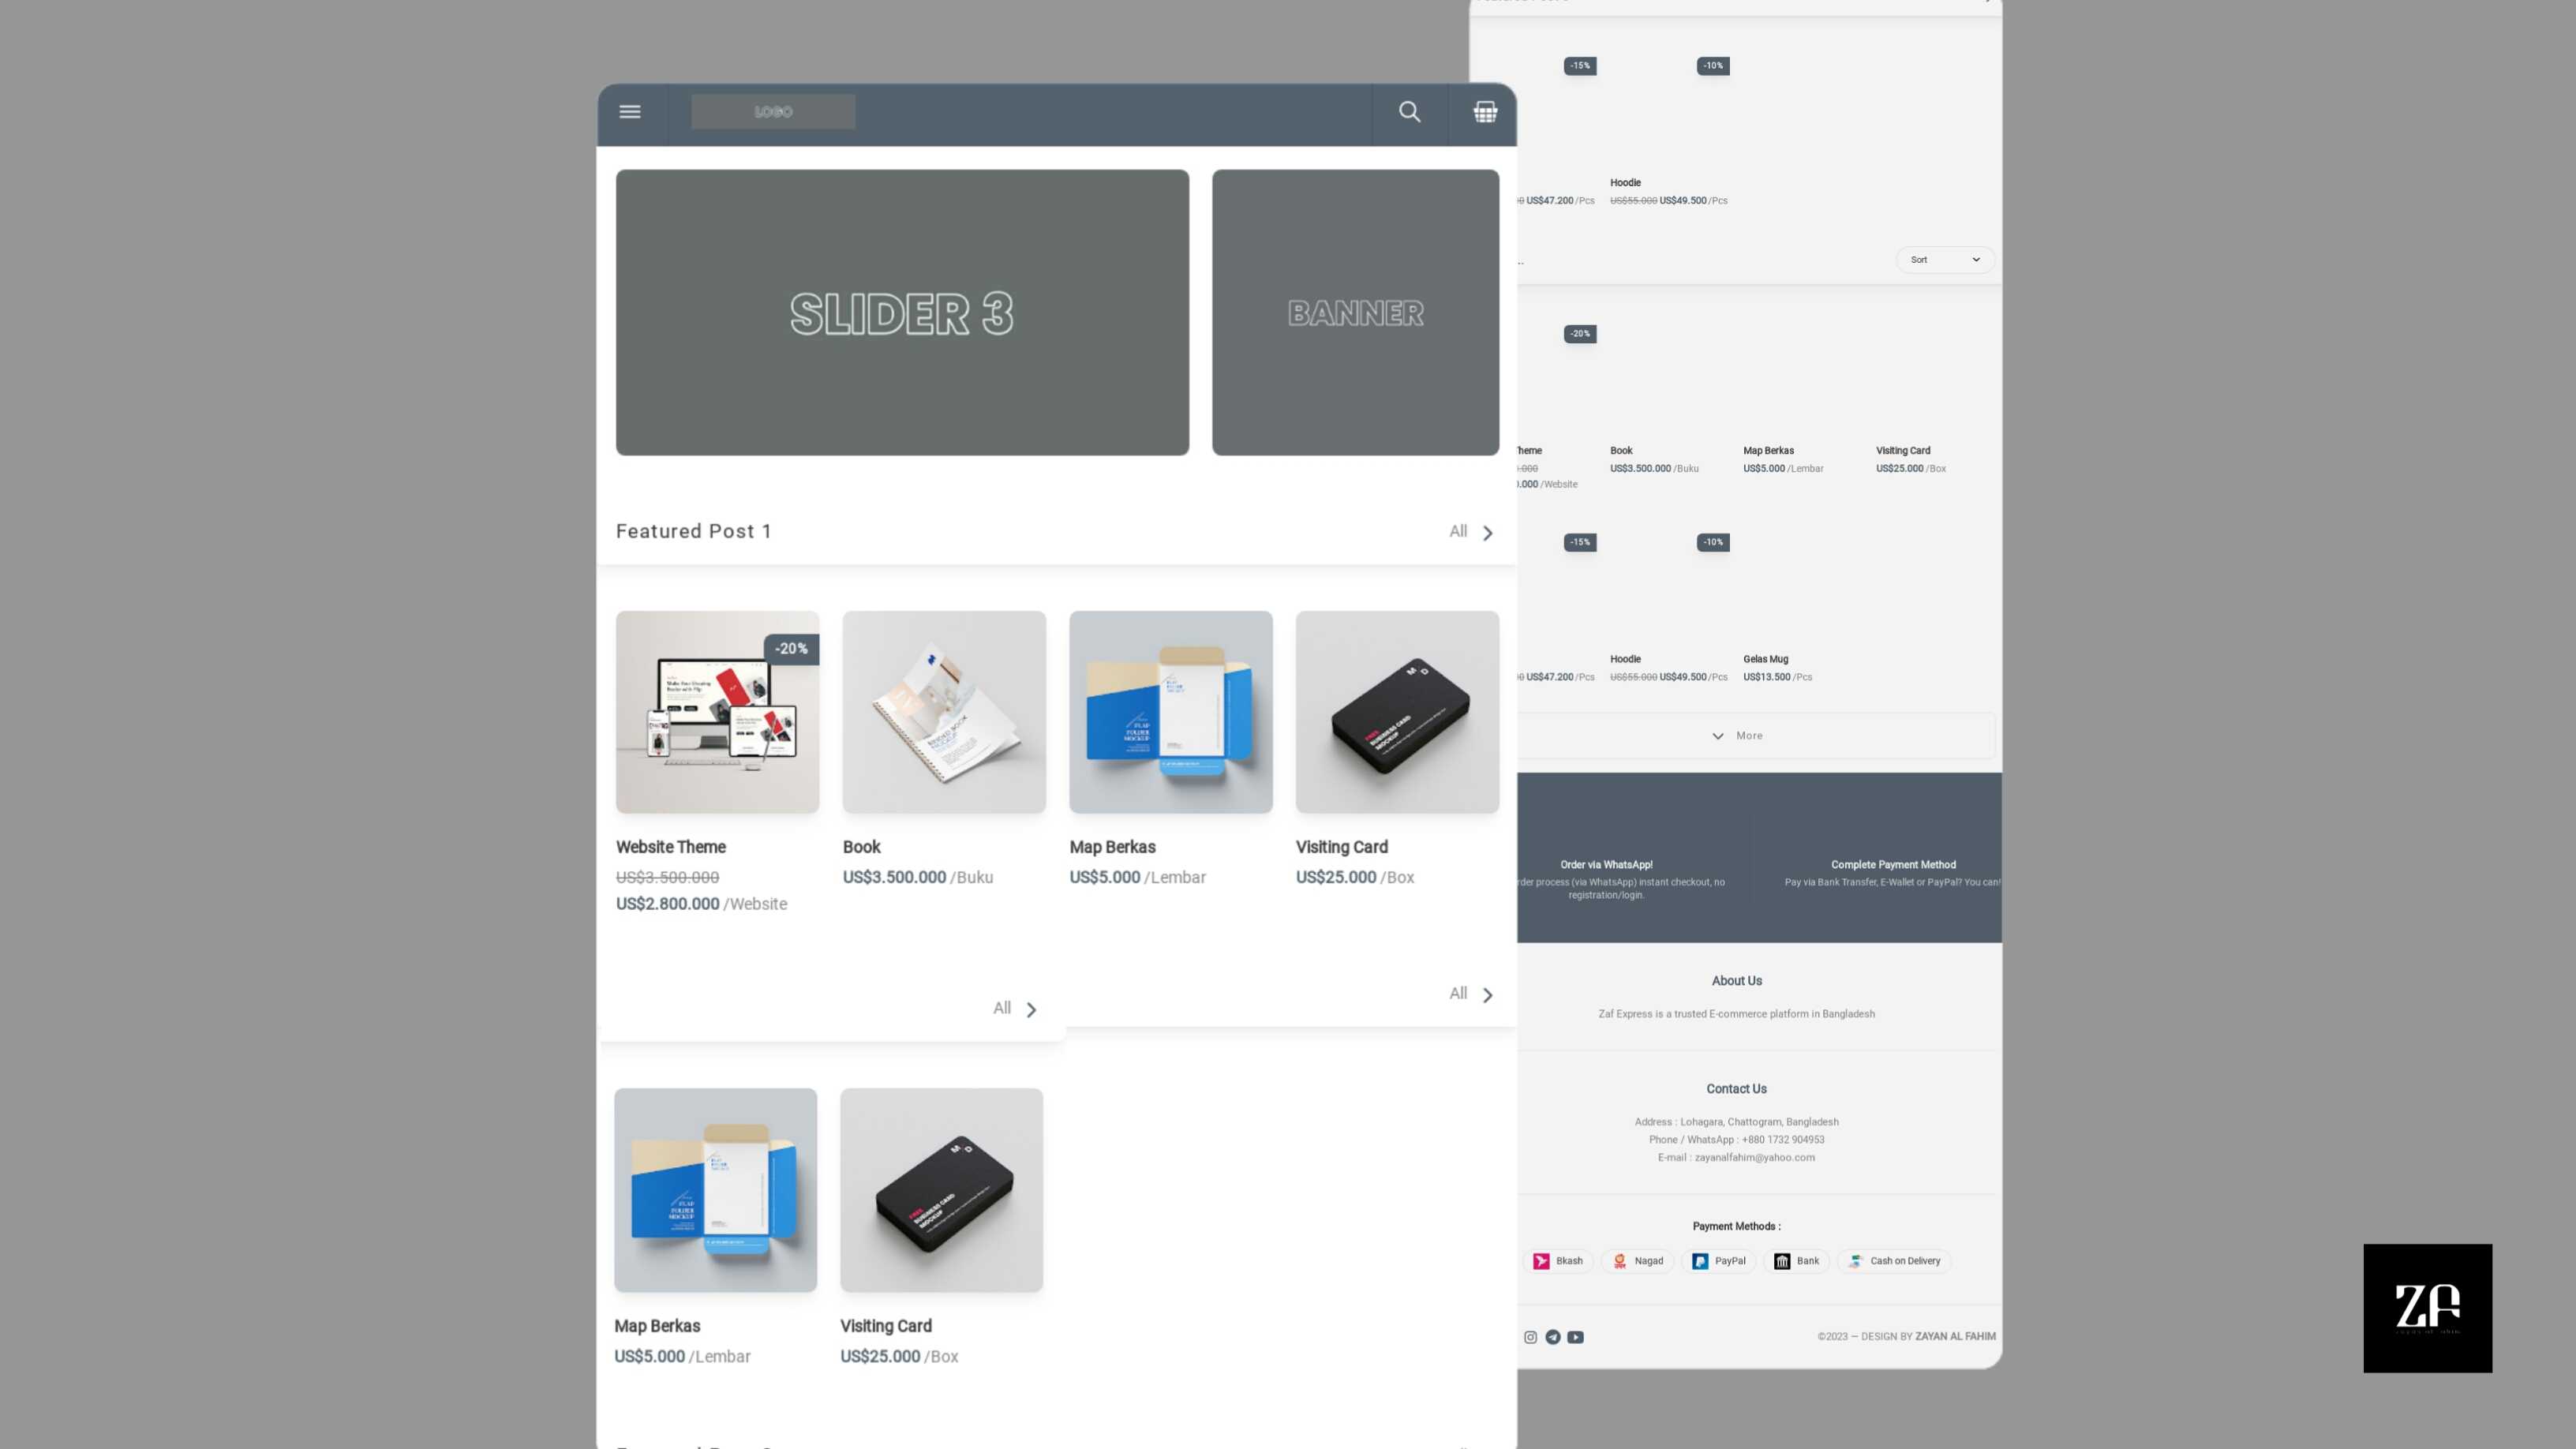 LOGO
SLIDER 3
BANNER
Featured Post 1
All
-20%
Website Theme
US$3.500.000
US$2.800.000 /Website
Book
US$3.500.000 /Buku
Map Berkas
US$5.000 /Lembar
Visiting Card
US$25.000 /Box
All
All
FLAP
FOLDER
MOCKUP
FREE
BUSINESS CARD
MOCKUP
Map Berkas
US$5.000 /Lembar
Visiting Card
US$25.000 /Box
-15%
-10%
US$47.200 /Pcs
Hoodie
US$55.000 US$49.500 /Pcs
..
Sort
-20%
.000
.000 /Website
Book
US$3.500.000 /Buku
Map Berkas
US$5.000 /Lembar
Visiting Card
US$25.000 /Box
-15%
-10%
US$47.200 /Pcs
Hoodie
US$55.000 US$49.500 /Pcs
Gelas Mug
US$13.500 /Pcs
More
Order via WhatsApp!
process (via WhatsApp) instant checkout, no
registration/login.
Complete Payment Method
Pay via Bank Transfer, E-Wallet or PayPal? You can!
About Us
Zaf Express is a trusted E-commerce platform in Bangladesh
Contact Us
Address : Lohagara, Chattogram, Bangladesh
Phone / WhatsApp : +880 1732 904953
E-mail : zayanalfahim@yahoo.com
Payment Methods :
Bkash
Nagad
PayPal
Bank
Cash on Delivery
©2023 — DESIGN BY ZAYAN AL FAHIM
ZA